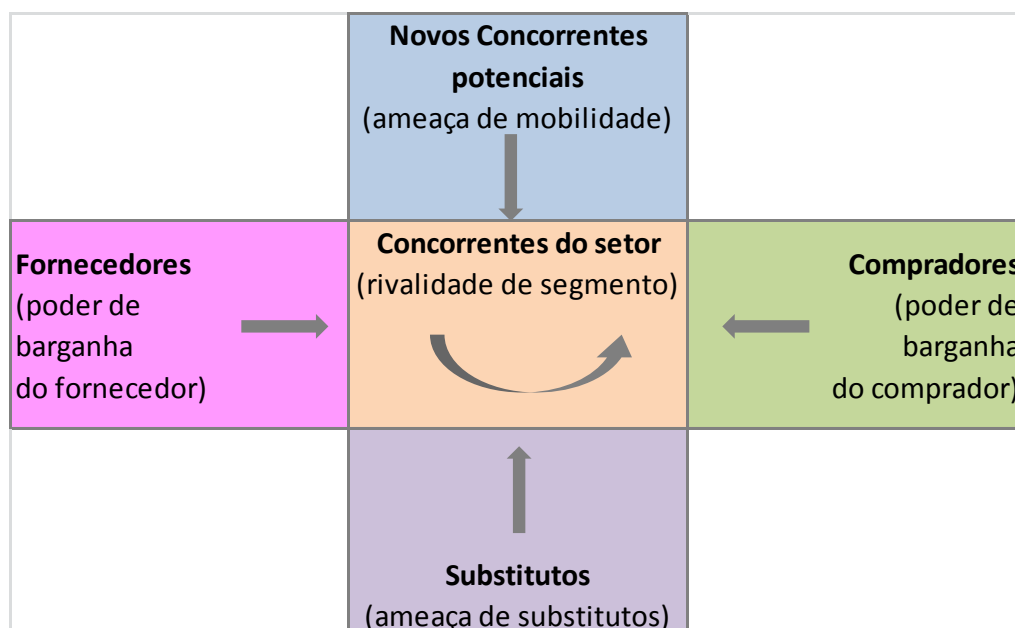 Novos Concorrentes
potenciais
(ameaça de mobilidade)
Fornecedores
(poder de
barganha
do fornecedor)
Concorrentes do setor
(rivalidade de segmento)
Compradores
(poder de
barganha
do comprador)
Substitutos
(ameaça de substitutos)